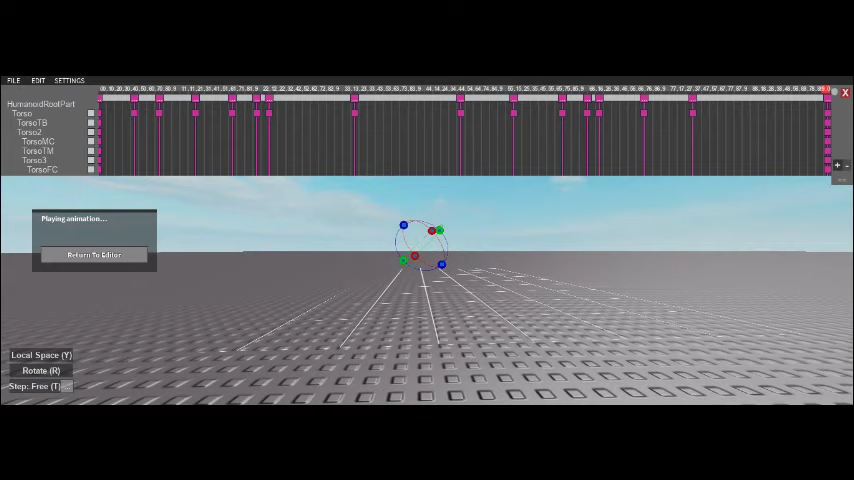 FILE EDIT SETTINGS
HumanoidRootPart
Torso
TorsoTB
Torso2
TorsoMC
TorsoTM
Torso3
TorsoFC
X
+ -
Playing animation...
Return To Editor
Local Space (Y)
Rotate (R)
Step: Free (T)